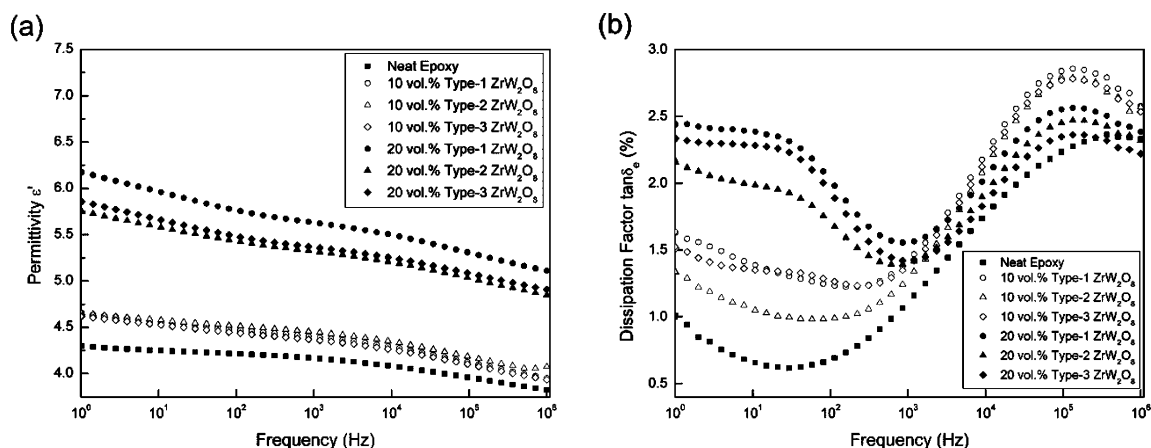 (a)
7.5
7.0
6.5
6.0
5.5
5.0
4.5
4.0
Permittivity ε'
Neat Epoxy
10 vol.% Type-1 ZrW₂O₈
10 vol.% Type-2 ZrW₂O₈
10 vol.% Type-3 ZrW₂O₈
20 vol.% Type-1 ZrW₂O₈
20 vol.% Type-2 ZrW₂O₈
20 vol.% Type-3 ZrW₂O₈
10⁰ 10¹ 10² 10³ 10⁴ 10⁵ 10⁶
Frequency (Hz)
(b)
3.0
2.5
2.0
1.5
1.0
0.5
Dissipation Factor tanδₑ (%)
Neat Epoxy
10 vol.% Type-1 ZrW₂O₈
10 vol.% Type-2 ZrW₂O₈
10 vol.% Type-3 ZrW₂O₈
20 vol.% Type-1 ZrW₂O₈
20 vol.% Type-2 ZrW₂O₈
20 vol.% Type-3 ZrW₂O₈
10⁰ 10¹ 10² 10³ 10⁴ 10⁵ 10⁶
Frequency (Hz)